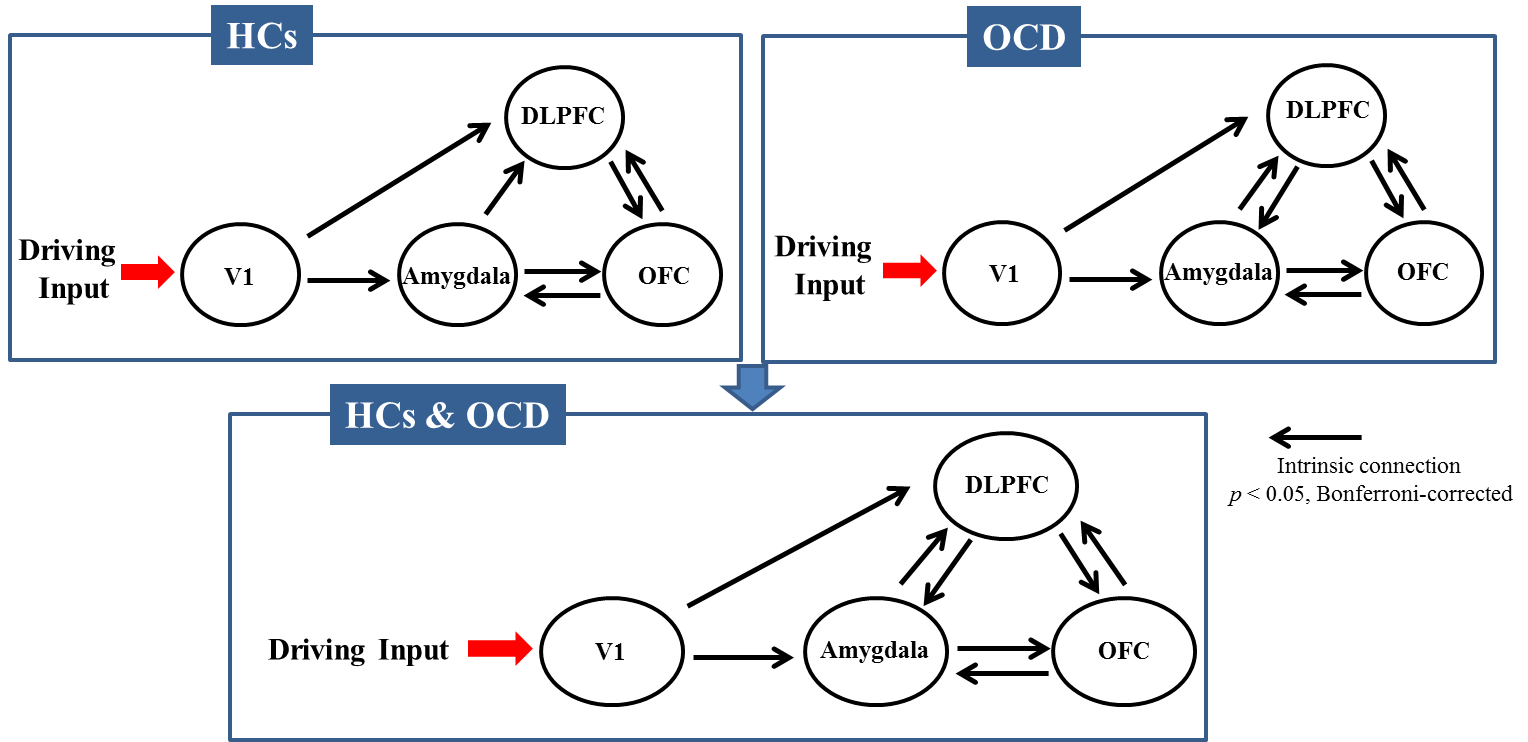 HCs
DLPFC
Driving
Input
V1
Amygdala
OFC
OCD
DLPFC
Driving
Input
V1
Amygdala
OFC
HCs & OCD
DLPFC
Driving Input
V1
Amygdala
OFC
Intrinsic connection
p < 0.05, Bonferroni-corrected